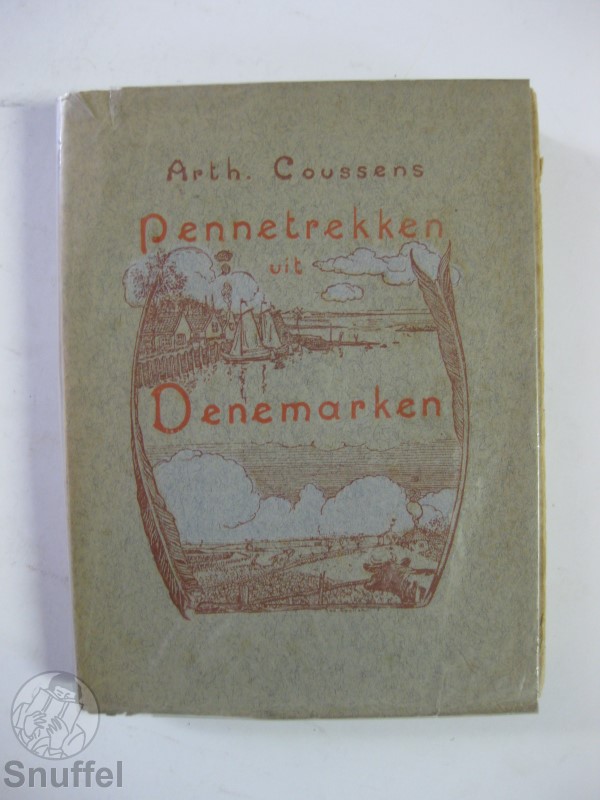 Arth. Coussens
Pennetrekken
uit
Denemarken
Snuffel